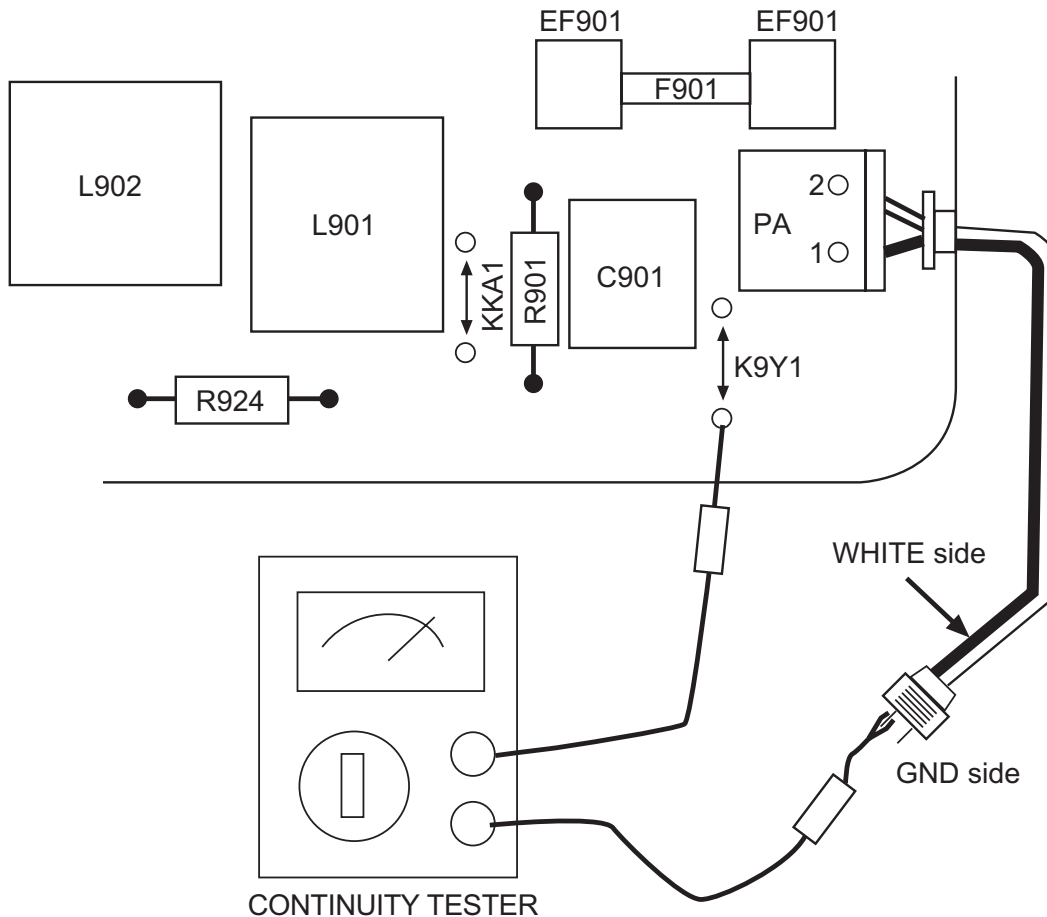 EF901
EF901
F901
L902
L901
2
PA
1
C901
R901
KKA1
K9Y1
R924
WHITE side
GND side
CONTINUITY TESTER